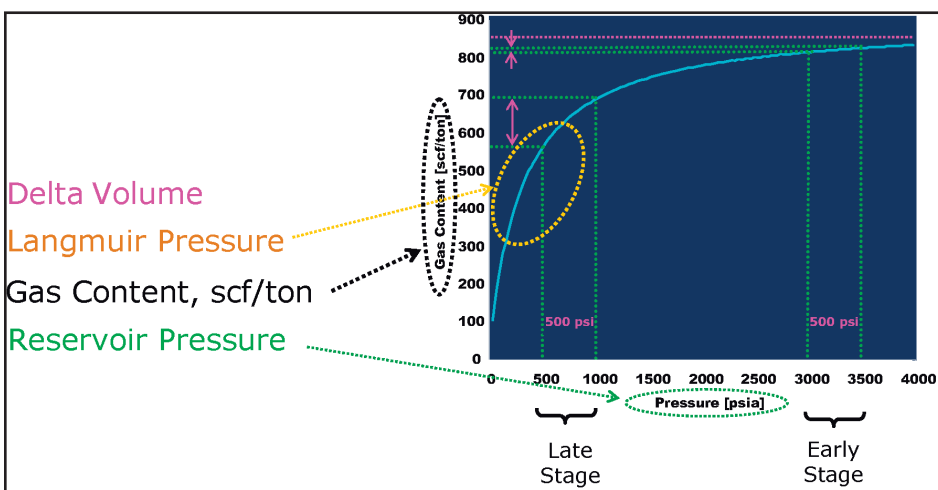 Delta Volume
Langmuir Pressure
Gas Content, scf/ton
Reservoir Pressure
Gas Content [scf/ton]
900
800
700
600
500
400
300
200
100
0
500 psi
500 psi
0 500 1000 1500 2000 2500 3000 3500 4000
Pressure [psia]
Late
Stage
Early
Stage